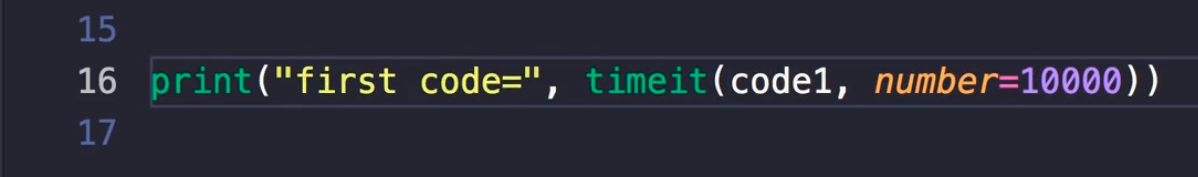 15
16 print("first code=", timeit(code1, number=10000))
17